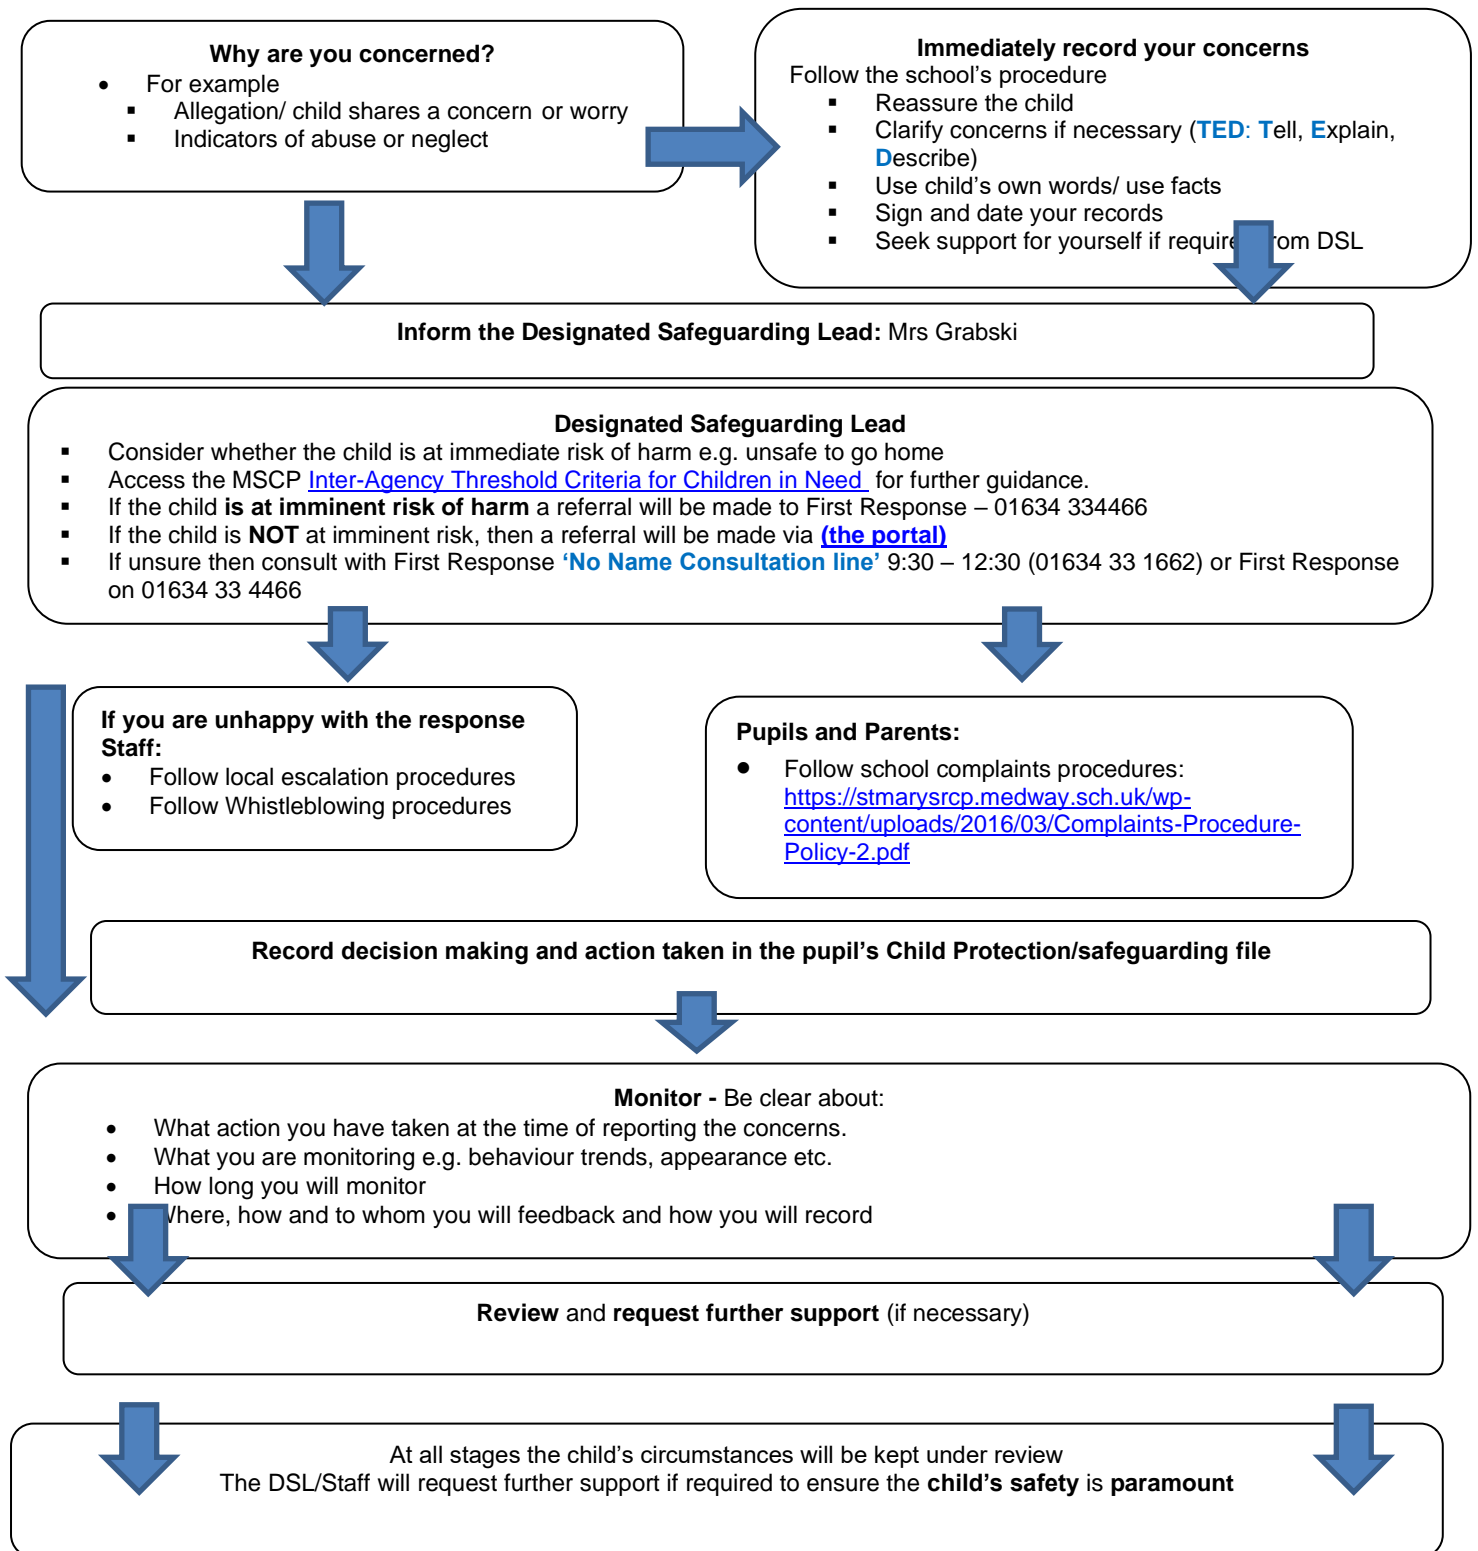 Why are you concerned?
• For example
▪ Allegation/ child shares a concern or worry
▪ Indicators of abuse or neglect
Immediately record your concerns
Follow the school's procedure
▪ Reassure the child
▪ Clarify concerns if necessary (TED: Tell, Explain,
Describe)
▪ Use child's own words/ use facts
▪ Sign and date your records
▪ Seek support for yourself if require rom DSL
Inform the Designated Safeguarding Lead: Mrs Grabski
Designated Safeguarding Lead
▪ Consider whether the child is at immediate risk of harm e.g. unsafe to go home
▪ Access the MSCP Inter-Agency Threshold Criteria for Children in Need for further guidance.
▪ If the child is at imminent risk of harm a referral will be made to First Response – 01634 334466
▪ If the child is NOT at imminent risk, then a referral will be made via (the portal)
▪ If unsure then consult with First Response 'No Name Consultation line' 9:30 – 12:30 (01634 33 1662) or First Response
on 01634 33 4466
If you are unhappy with the response
Staff:
• Follow local escalation procedures
• Follow Whistleblowing procedures
Pupils and Parents:
• Follow school complaints procedures:
https://stmarysrcp.medway.sch.uk/wp-
content/uploads/2016/03/Complaints-Procedure-
Policy-2.pdf
Record decision making and action taken in the pupil's Child Protection/safeguarding file
Monitor - Be clear about:
• What action you have taken at the time of reporting the concerns.
• What you are monitoring e.g. behaviour trends, appearance etc.
• How long you will monitor
• Where, how and to whom you will feedback and how you will record
Review and request further support (if necessary)
At all stages the child's circumstances will be kept under review
The DSL/Staff will request further support if required to ensure the child's safety is paramount